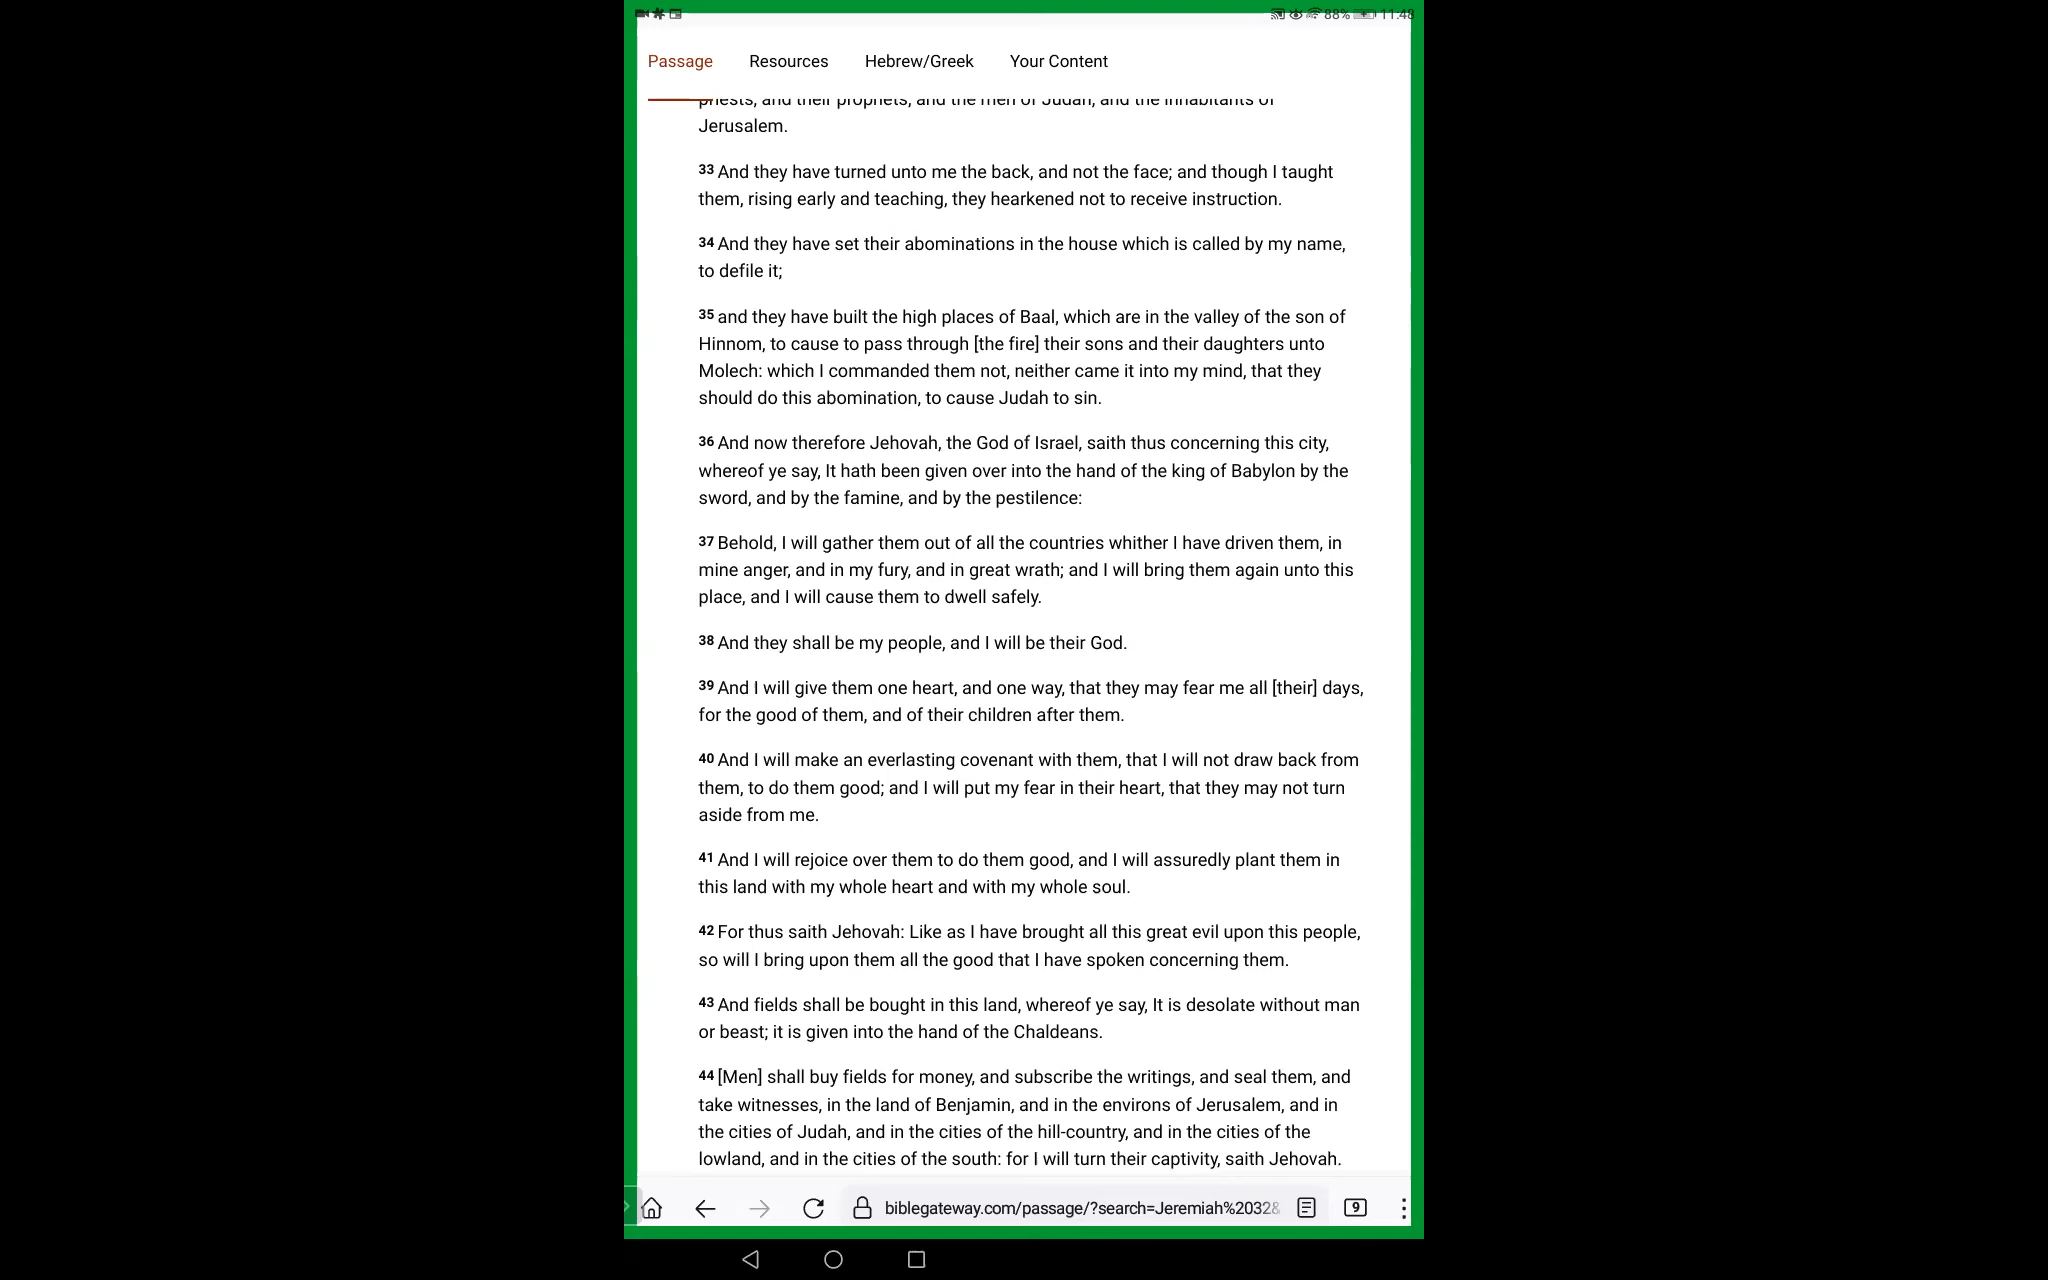 88% 11:48
Passage Resources Hebrew/Greek Your Content
priests, and their prophets, and the men of Judah, and the inhabitants of
Jerusalem.
33 And they have turned unto me the back, and not the face; and though I taught
them, rising early and teaching, they hearkened not to receive instruction.
34 And they have set their abominations in the house which is called by my name,
to defile it;
35 and they have built the high places of Baal, which are in the valley of the son of
Hinnom, to cause to pass through [the fire] their sons and their daughters unto
Molech: which I commanded them not, neither came it into my mind, that they
should do this abomination, to cause Judah to sin.
36 And now therefore Jehovah, the God of Israel, saith thus concerning this city,
whereof ye say, It hath been given over into the hand of the king of Babylon by the
sword, and by the famine, and by the pestilence:
37 Behold, I will gather them out of all the countries whither I have driven them, in
mine anger, and in my fury, and in great wrath; and I will bring them again unto this
place, and I will cause them to dwell safely.
38 And they shall be my people, and I will be their God.
39 And I will give them one heart, and one way, that they may fear me all [their] days,
for the good of them, and of their children after them.
40 And I will make an everlasting covenant with them, that I will not draw back from
them, to do them good; and I will put my fear in their heart, that they may not turn
aside from me.
41 And I will rejoice over them to do them good, and I will assuredly plant them in
this land with my whole heart and with my whole soul.
42 For thus saith Jehovah: Like as I have brought all this great evil upon this people,
so will I bring upon them all the good that I have spoken concerning them.
43 And fields shall be bought in this land, whereof ye say, It is desolate without man
or beast; it is given into the hand of the Chaldeans.
44 [Men] shall buy fields for money, and subscribe the writings, and seal them, and
take witnesses, in the land of Benjamin, and in the environs of Jerusalem, and in
the cities of Judah, and in the cities of the hill-country, and in the cities of the
lowland, and in the cities of the south: for I will turn their captivity, saith Jehovah.
biblegateway.com/passage/?search=Jeremiah%2032& 9